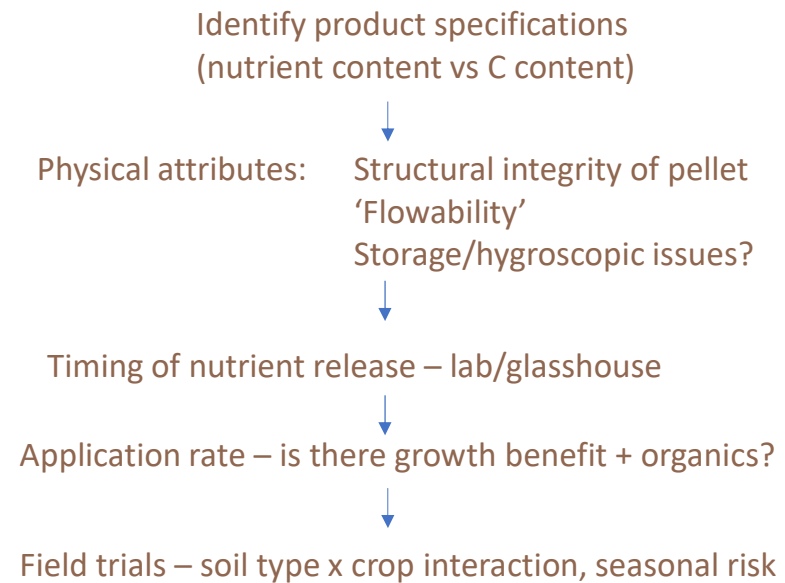 Identify product specifications
(nutrient content vs C content)
Physical attributes: Structural integrity of pellet
‘Flowability’
Storage/hygroscopic issues?
Timing of nutrient release – lab/glasshouse
Application rate – is there growth benefit + organics?
Field trials – soil type x crop interaction, seasonal risk